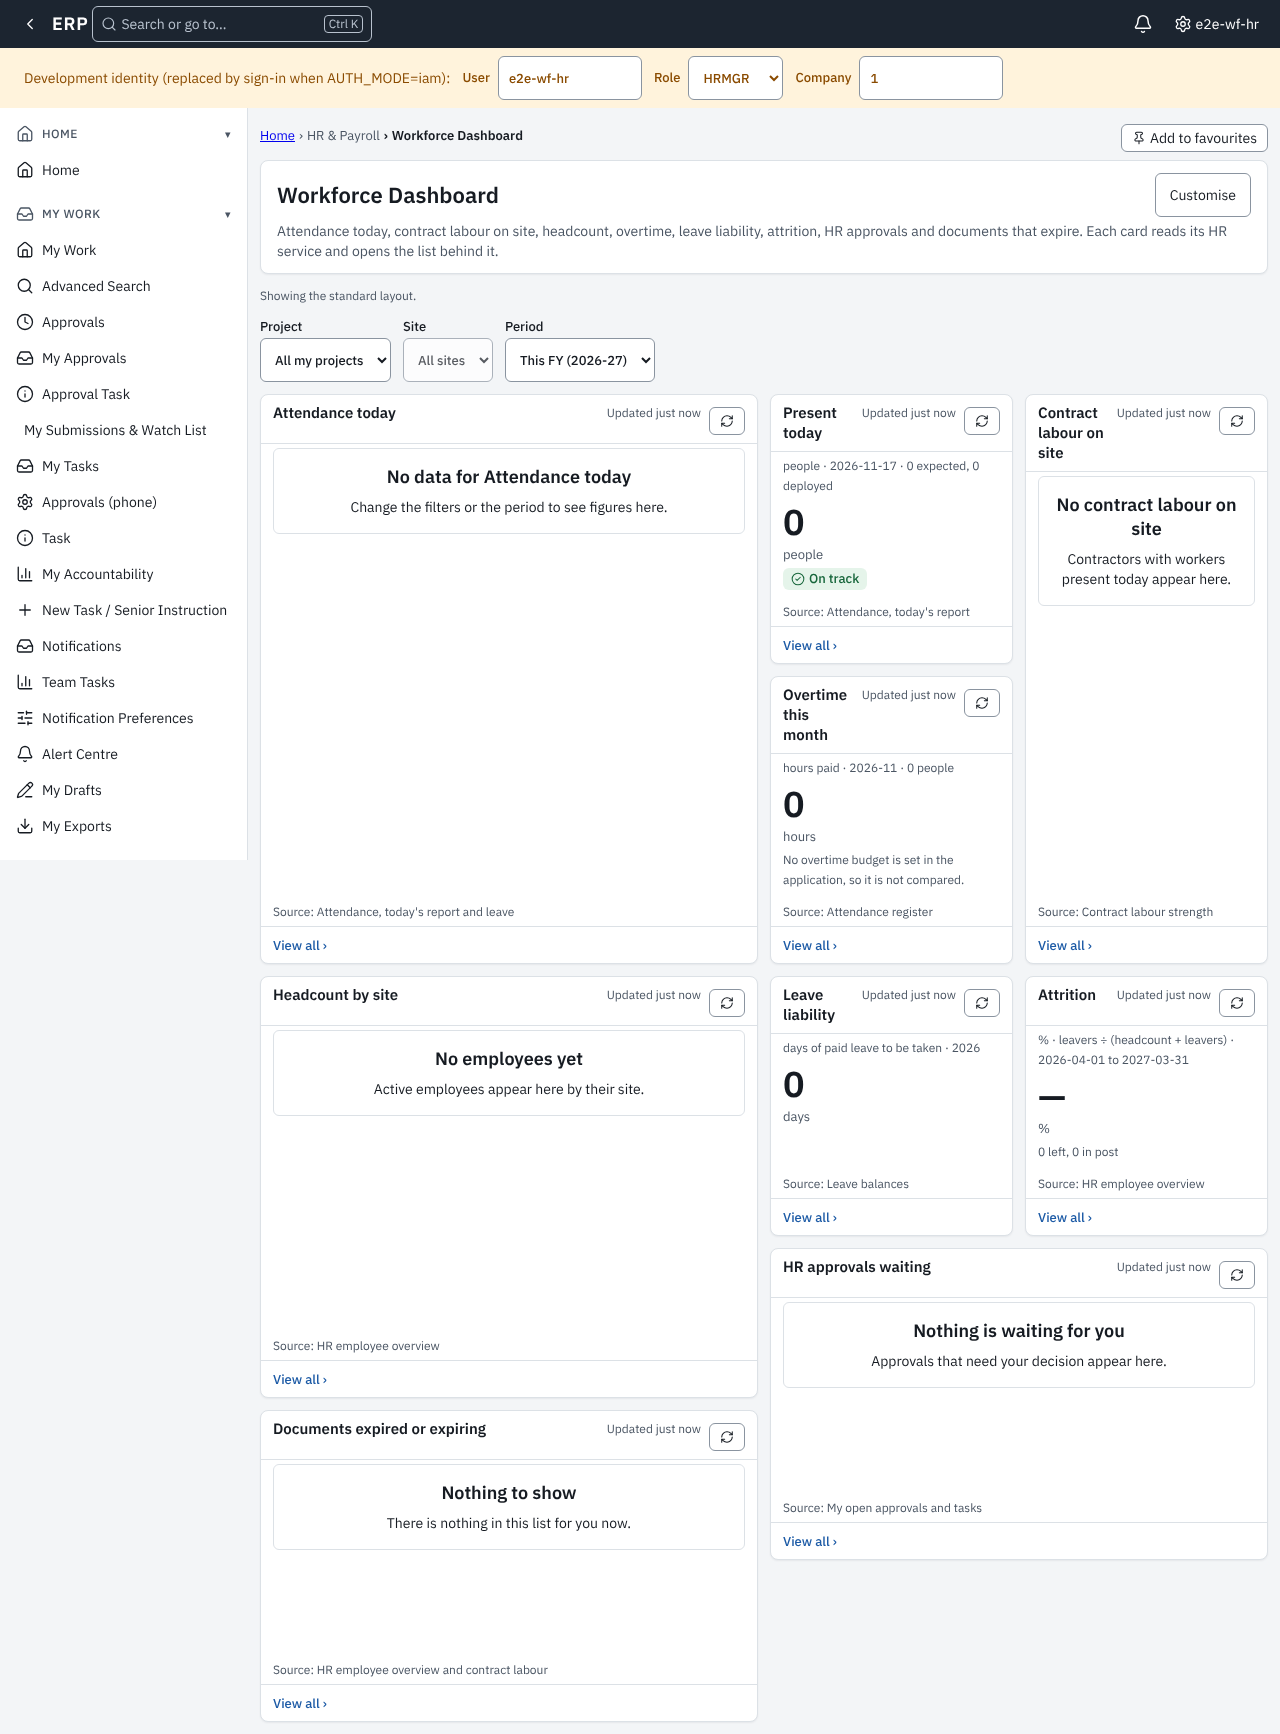 ERP
Search or go to...
Ctrl K
e2e-wf-hr
Development identity (replaced by sign-in when AUTH_MODE=iam):
User
e2e-wf-hr
Role
HRMGR
Company
1
HOME
Home
MY WORK
My Work
Advanced Search
Approvals
My Approvals
Approval Task
My Submissions & Watch List
My Tasks
Approvals (phone)
Task
My Accountability
New Task / Senior Instruction
Notifications
Team Tasks
Notification Preferences
Alert Centre
My Drafts
My Exports
Home › HR & Payroll › Workforce Dashboard
Add to favourites
Workforce Dashboard
Customise
Attendance today, contract labour on site, headcount, overtime, leave liability, attrition, HR approvals and documents that expire. Each card reads its HR
service and opens the list behind it.
Showing the standard layout.
Project
All my projects
Site
All sites
Period
This FY (2026-27)
Attendance today
Updated just now
No data for Attendance today
Change the filters or the period to see figures here.
Source: Attendance, today's report and leave
View all ›
Present
today
Updated just now
people · 2026-11-17 · 0 expected, 0
deployed
0
people
On track
Source: Attendance, today's report
View all ›
Contract
labour on
site
Updated just now
No contract labour on
site
Contractors with workers
present today appear here.
Source: Contract labour strength
View all ›
Overtime
this
month
Updated just now
hours paid · 2026-11 · 0 people
0
hours
No overtime budget is set in the
application, so it is not compared.
Source: Attendance register
View all ›
Headcount by site
Updated just now
No employees yet
Active employees appear here by their site.
Source: HR employee overview
View all ›
Leave
liability
Updated just now
days of paid leave to be taken · 2026
0
days
Source: Leave balances
View all ›
Attrition
Updated just now
% · leavers ÷ (headcount + leavers) ·
2026-04-01 to 2027-03-31
—
%
0 left, 0 in post
Source: HR employee overview
View all ›
HR approvals waiting
Updated just now
Nothing is waiting for you
Approvals that need your decision appear here.
Source: My open approvals and tasks
View all ›
Documents expired or expiring
Updated just now
Nothing to show
There is nothing in this list for you now.
Source: HR employee overview and contract labour
View all ›